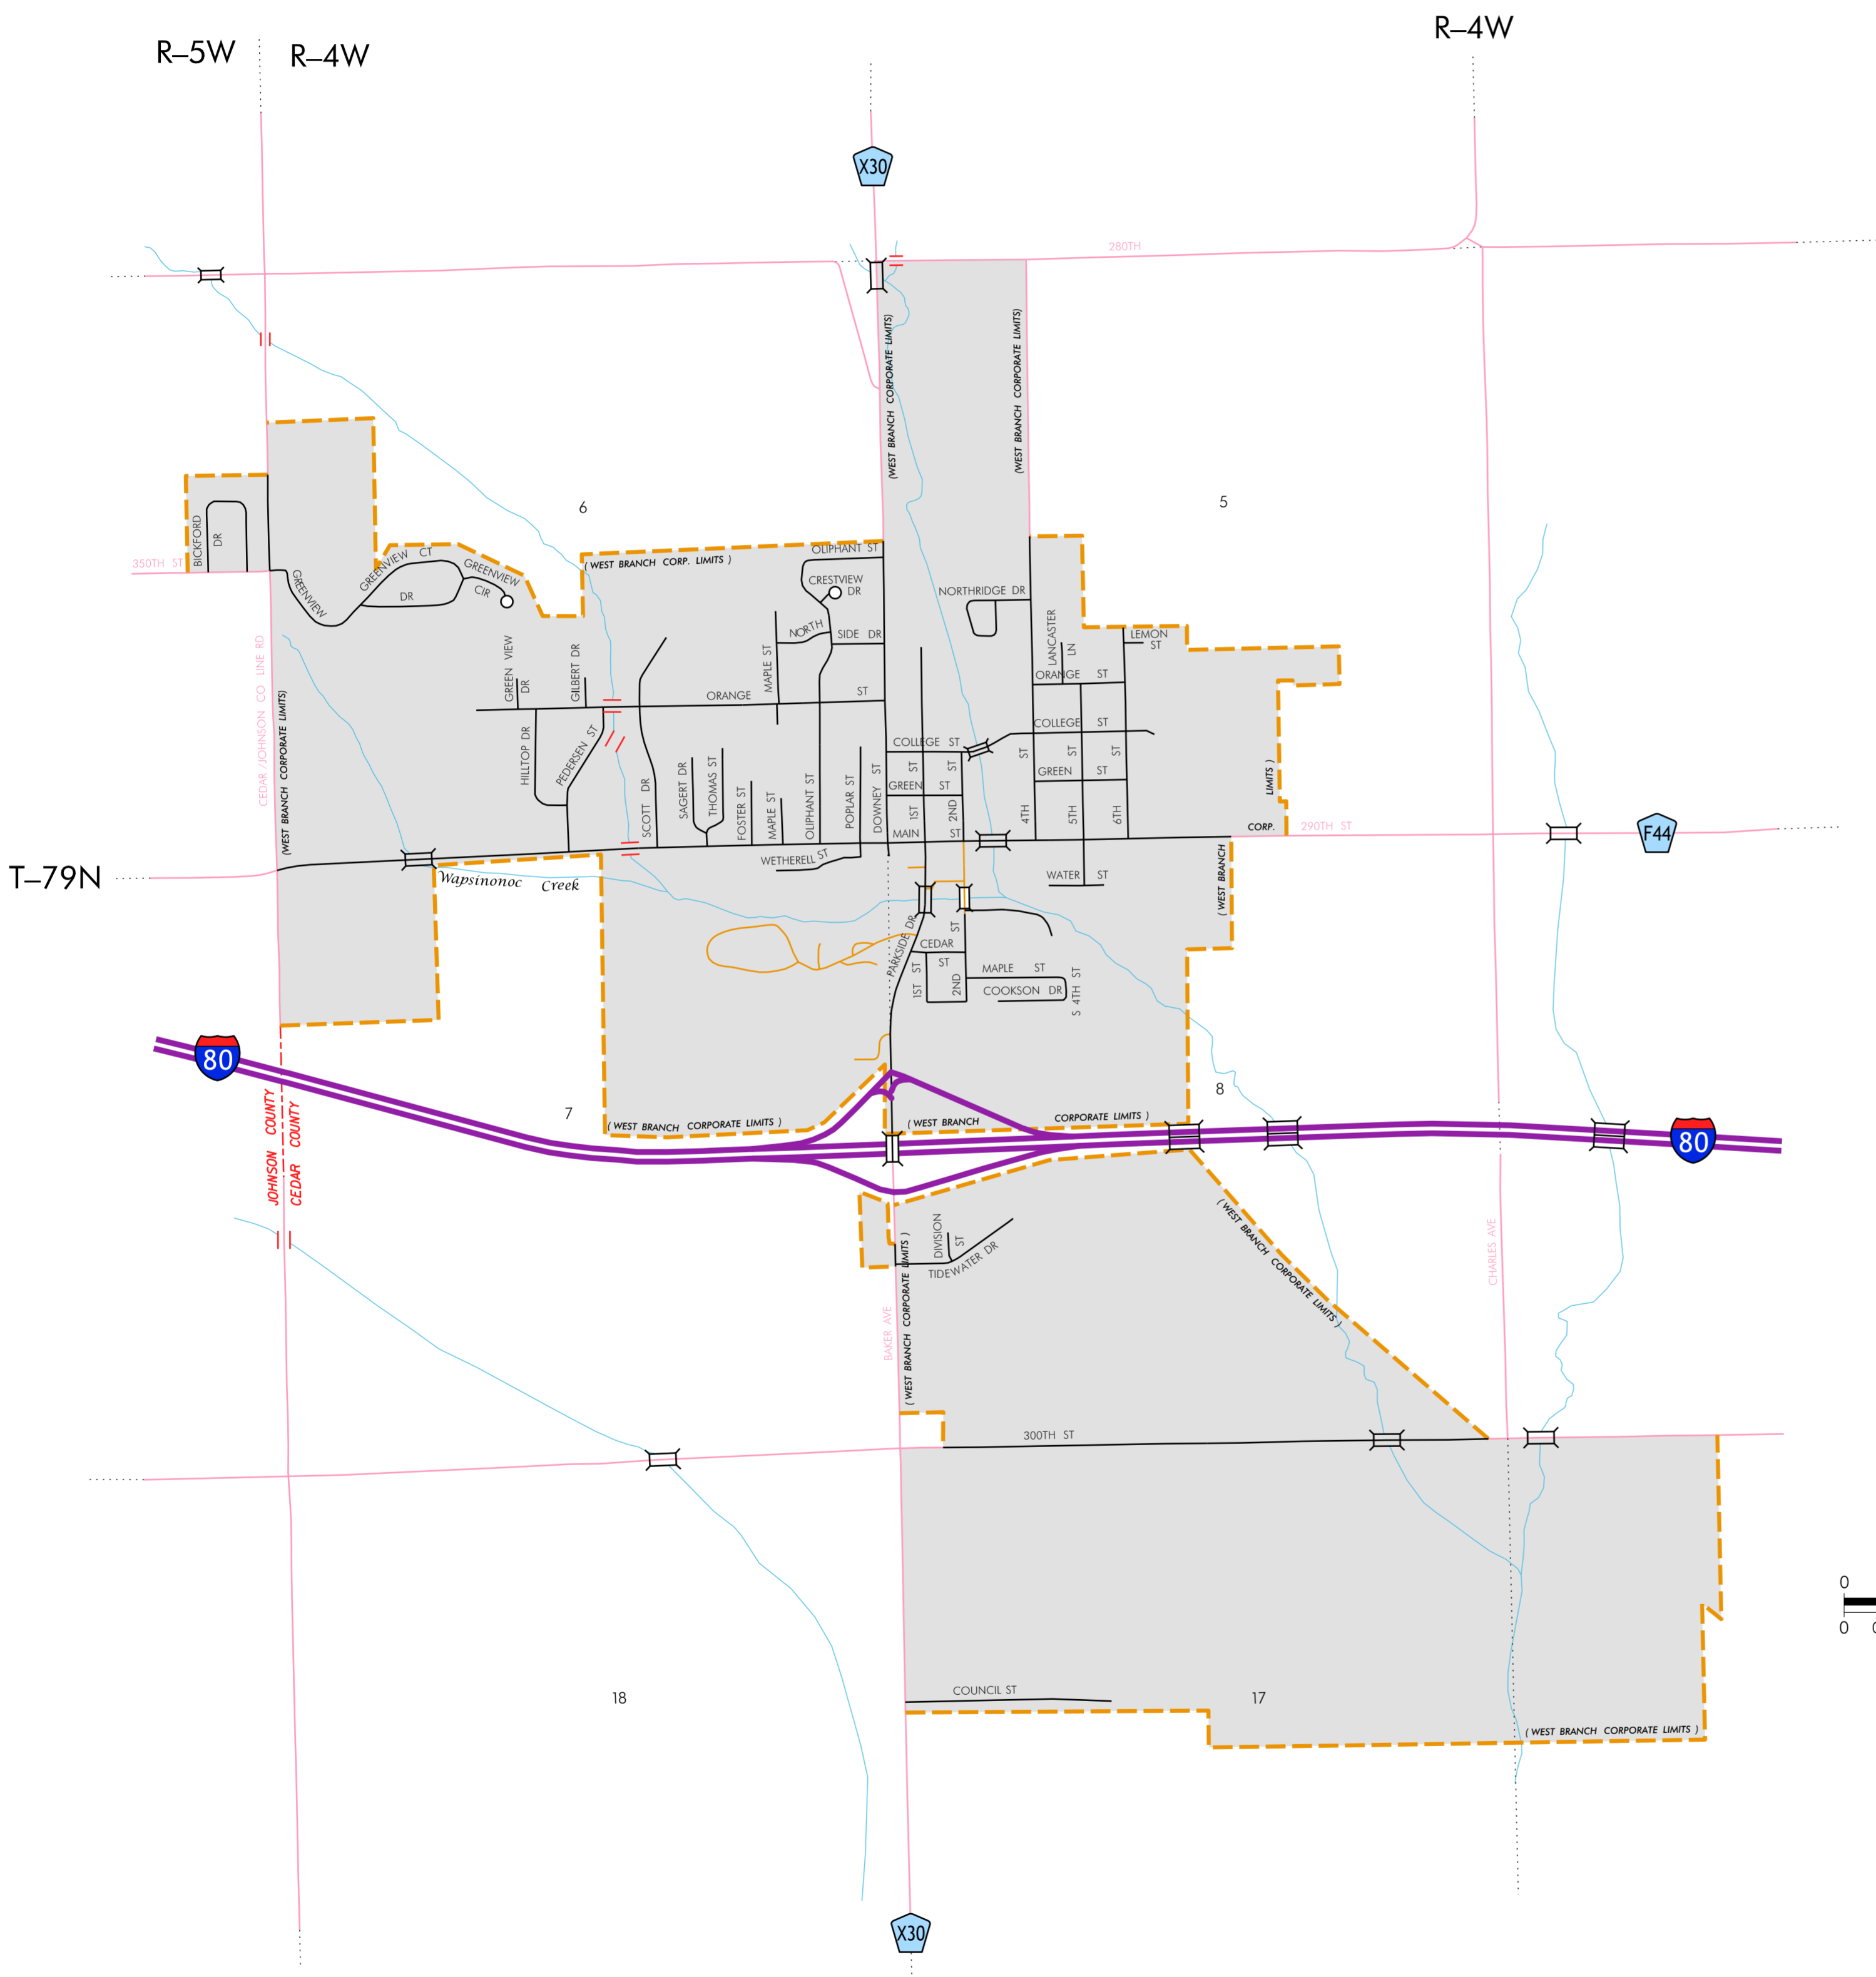 R–5W
R–4W
R–4W
X30
280TH
(WEST BRANCH CORPORATE LIMITS)
(WEST BRANCH CORPORATE LIMITS)
6
5
350TH ST
BICKFORD
DR
GREENVIEW
GREENVIEW CT
DR
GREENVIEW
CIR
( WEST BRANCH CORP. LIMITS )
OLIPHANT ST
CRESTVIEW
DR
NORTHRIDGE DR
NORTH
SIDE DR
MAPLE ST
LANCASTER
LN
LEMON
ST
CEDAR /JOHNSON CO LINE RD
(WEST BRANCH CORPORATE LIMITS)
GREEN VIEW
DR
GILBERT DR
ORANGE
ST
ORANGE ST
HILLTOP DR
PEDERSEN ST
COLLEGE ST
COLLEGE ST
SCOTT DR
SAGERT DR
THOMAS ST
FOSTER ST
MAPLE ST
OLIPHANT ST
POPLAR ST
DOWNEY ST
GREEN ST
1ST ST
2ND ST
4TH ST
5TH ST
6TH ST
GREEN ST
MAIN ST
CORP.
LIMITS )
(WEST BRANCH
290TH ST
F44
T–79N
Wapsinonoc Creek
WETHERELL ST
WATER ST
PARKSIDE DR
CEDAR
ST
1ST ST
2ND ST
MAPLE ST
COOKSON DR
S 4TH ST
80
JOHNSON COUNTY
CEDAR COUNTY
7
8
( WEST BRANCH CORPORATE LIMITS )
(WEST BRANCH CORPORATE LIMITS )
80
DIVISION
ST
TIDEWATER DR
( WEST BRANCH CORPORATE LIMITS )
CHARLES AVE
BAKER AVE
(WEST BRANCH CORPORATE LIMITS )
300TH ST
0
0
18
COUNCIL ST
17
( WEST BRANCH CORPORATE LIMITS )
X30